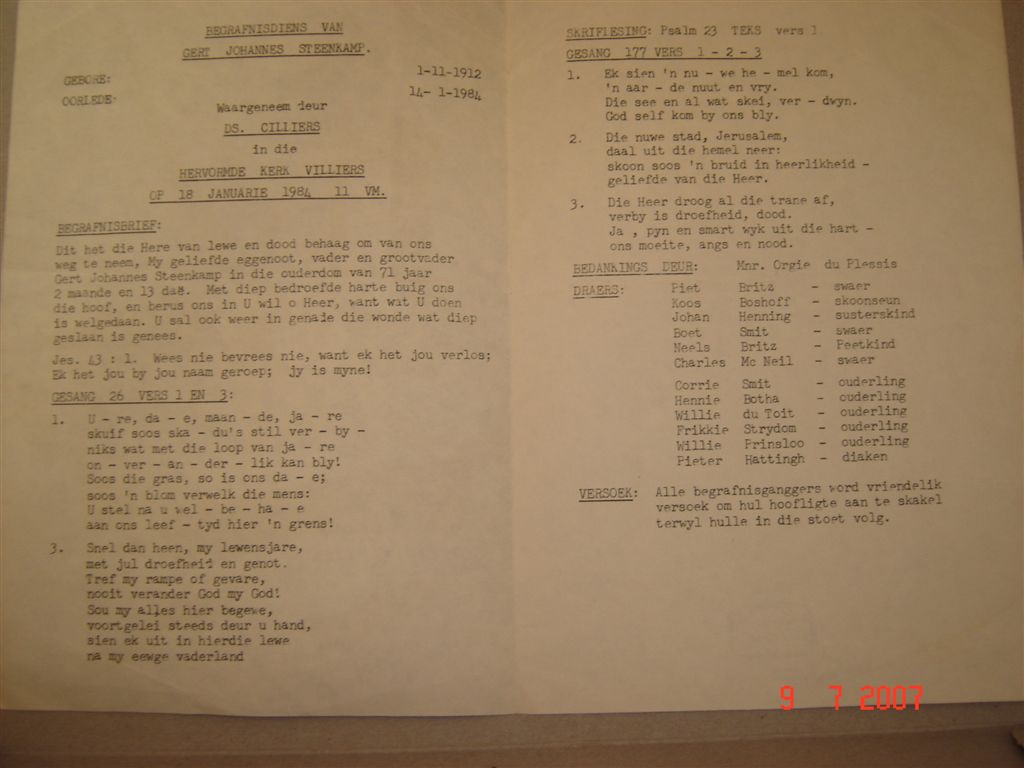 BEGRAFNISDIENS VAN
GERT JOHANNES STEENKAMP.
GEBORE: 1-11-1912
OORLEDE: 14- 1-1984
Waargeneem deur
DS. CILLIERS
in die
HERVORMDE KERK VILLIERS
OP 18 JANUARIE 1984 11 VM.
BEGRAFNISBRIEF:
Dit het die Here van lewe en dood behaag om van ons
weg te neem, My geliefde eggenoot, vader en grootvader
Gert Johannes Steenkamp in die ouderdom van 71 jaar
2 maande en 13 daë. Met diep bedroefde harte buig ons
die hoof, en berus ons in U wil o Heer, want wat U doen
is welgedaan. U sal ook weer in genade die wonde wat diep
geslaan is genees.
Jes. 43 : 1. Wees nie bevrees nie, want ek het jou verlos;
Ek het jou by jou naam geroep; jy is myne!
GESANG 26 VERS 1 EN 3:
1. U - re, da - e, maan - de, ja - re
skuif soos ska - du's stil ver - by -
niks wat met die loop van ja - re
on - ver - an - der - lik kan bly!
Soos die gras, so is ons da - e;
soos 'n blom verwelk die mens:
U stel na u wel - be - ha - e
aan ons leef - tyd hier 'n grens!
3. Snel dan heen, my lewensjare,
met jul droefheid en genot.
Tref my rampe of gevare,
nooit verander God my God!
Sou my alles hier begewe,
voortgelei steeds deur u hand,
sien ek uit in hierdie lewe
na my eewge vaderland
SKRIFLESING: Psalm 23 TEKS vers 1
GESANG 177 VERS 1 - 2 - 3
1. Ek sien 'n nu - we he - mel kom,
'n aar - de nuut en vry.
Die see en al wat skei, ver - dwyn.
God self kom by ons bly.
2. Die nuwe stad, Jerusalem,
daal uit die hemel neer:
skoon soos 'n bruid in heerlikheid -
geliefde van die Heer.
3. Die Heer droog al die trane af,
verby is droefheid, dood.
Ja , pyn en smart wyk uit die hart -
ons moeite, angs en nood.
BEDANKINGS DEUR: Mnr. Orgie du Plessis
DRAERS: Piet Britz - swaer
Koos Boshoff - skoonseun
Johan Henning - susterskind
Boet Smit - swaer
Neels Britz - Peetkind
Charles Mc Neil - swaer
Corrie Smit - ouderling
Hennie Botha - ouderling
Willie du Toit - ouderling
Frikkie Strydom - ouderling
Willie Prinsloo - ouderling
Pieter Hattingh - diaken
VERSOEK: Alle begrafnisganggers word vriendelik
versoek om hul hoofligte aan te skakel
terwyl hulle in die stoet volg.
9 7 2007